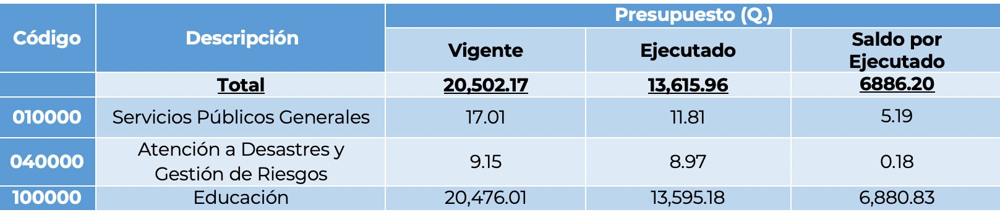 Código Descripción Presupuesto (Q.)
Vigente Ejecutado Saldo por
Ejecutado
Total 20,502.17 13,615.96 6886.20
010000 Servicios Públicos Generales 17.01 11.81 5.19
040000 Atención a Desastres y
Gestión de Riesgos 9.15 8.97 0.18
100000 Educación 20,476.01 13,595.18 6,880.83